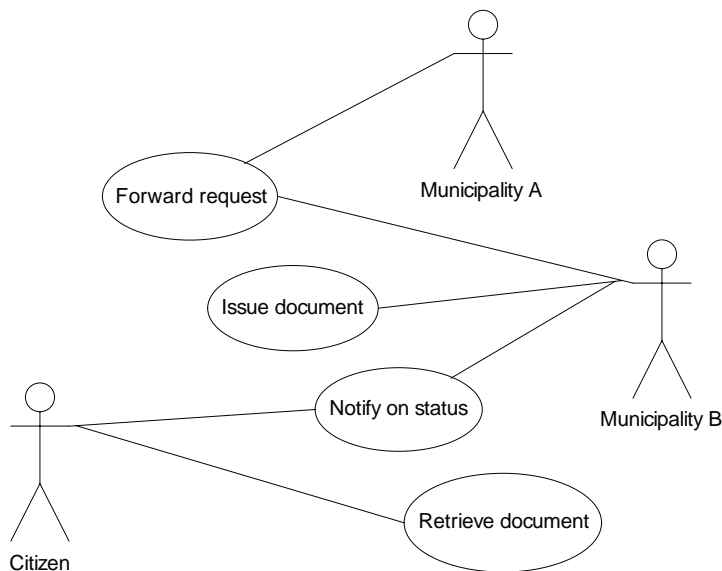 Municipality A
Forward request
Issue document
Municipality B
Notify on status
Retrieve document
Citizen